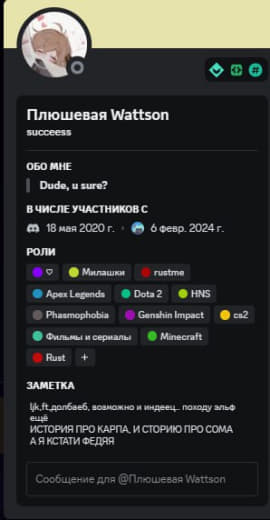 Плюшевая Wattson
succeess
ОБО МНЕ
Dude, u sure?
В ЧИСЛЕ УЧАСТНИКОВ С
18 мая 2020 г. · 6 февр. 2024 г.
РОЛИ
♡ Милашки rustme
Apex Legends Dota 2 HNS
Phasmophobia Genshin Impact cs2
Фильмы и сериалы Minecraft
Rust +
ЗАМЕТКА
ljk,ft,долбаеб, возможно и индеец.. походу альф
ещё
ИСТОРИЯ ПРО КАРПА, И СТОРИЮ ПРО СОМА
А Я КСТАТИ ФЕДЯЯ
Сообщение для @Плюшевая Wattson